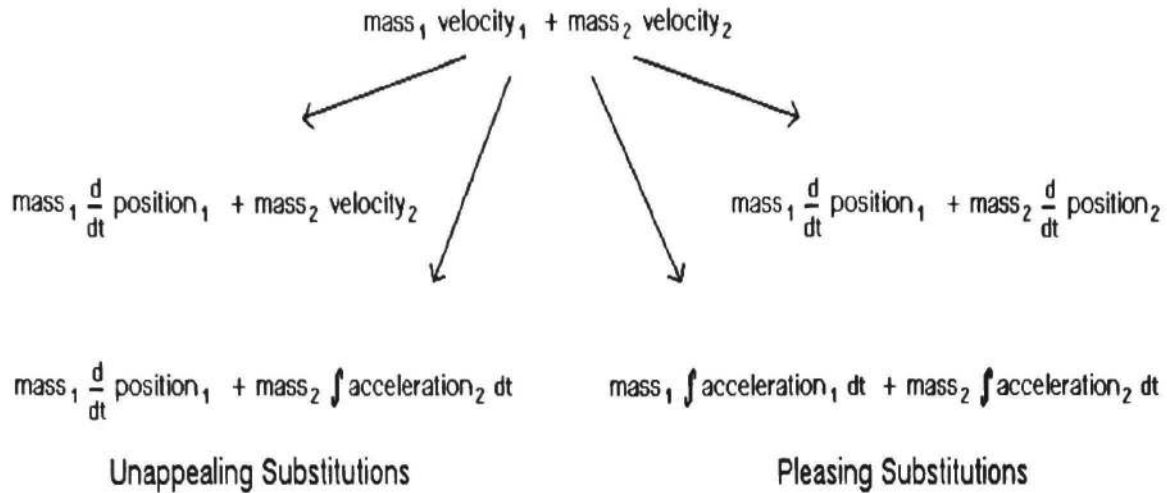 mass₁ velocity₁ + mass₂ velocity₂
mass₁ d/dt position₁ + mass₂ velocity₂
mass₁ d/dt position₁ + mass₂ d/dt position₂
mass₁ d/dt position₁ + mass₂ ∫ acceleration₂ dt
mass₁ ∫ acceleration₁ dt + mass₂ ∫ acceleration₂ dt
Unappealing Substitutions
Pleasing Substitutions